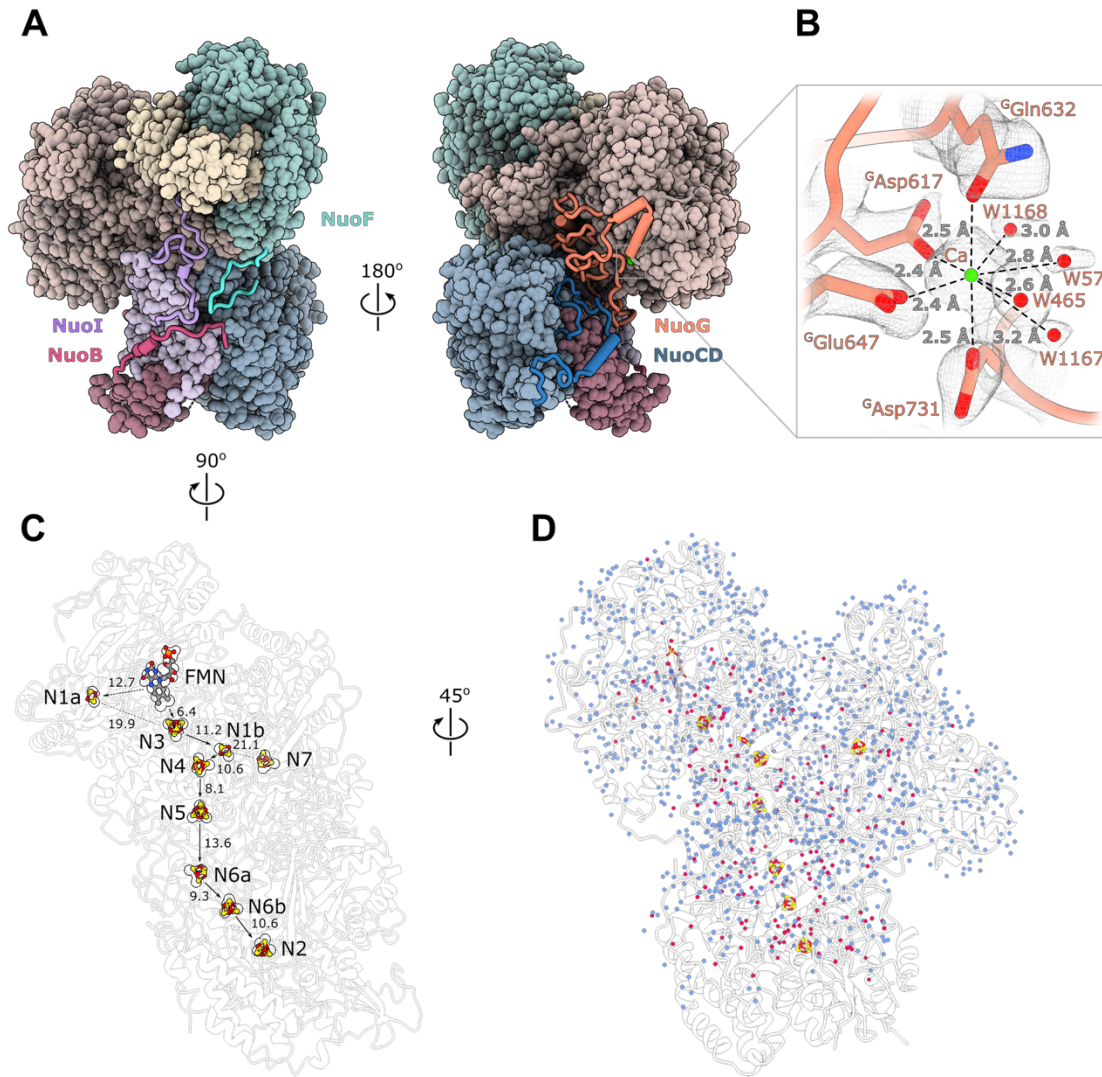 A
B
NuoF
NuoI
NuoB
180°
NuoG
NuoCD
ᴳGln632
ᴳAsp617
W1168
2.5 Å
3.0 Å
Ca
2.8 Å
2.4 Å
W57
2.6 Å
W465
2.4 Å
ᴳGlu647
2.5 Å
3.2 Å
W1167
ᴳAsp731
90°
C
D
FMN
12.7
N1a
6.4
19.9
11.2
N1b
N3
21.1
N4
10.6
N7
8.1
N5
13.6
N6a
9.3
N6b
10.6
N2
45°